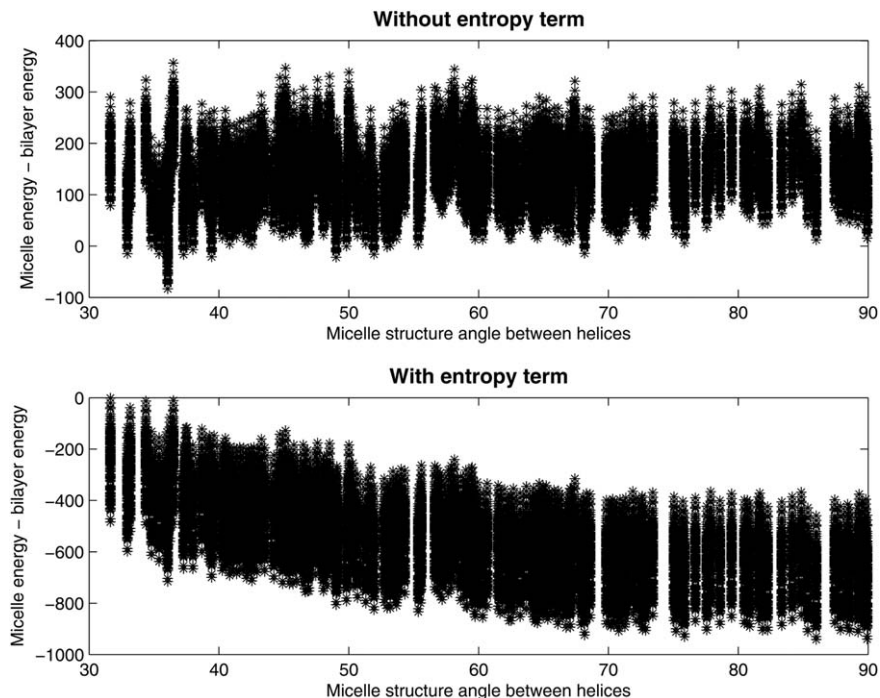 Without entropy term
400
300
200
100
0
−100
Micelle energy − bilayer energy
30 40 50 60 70 80 90
Micelle structure angle between helices
With entropy term
0
−200
−400
−600
−800
−1000
Micelle energy − bilayer energy
30 40 50 60 70 80 90
Micelle structure angle between helices